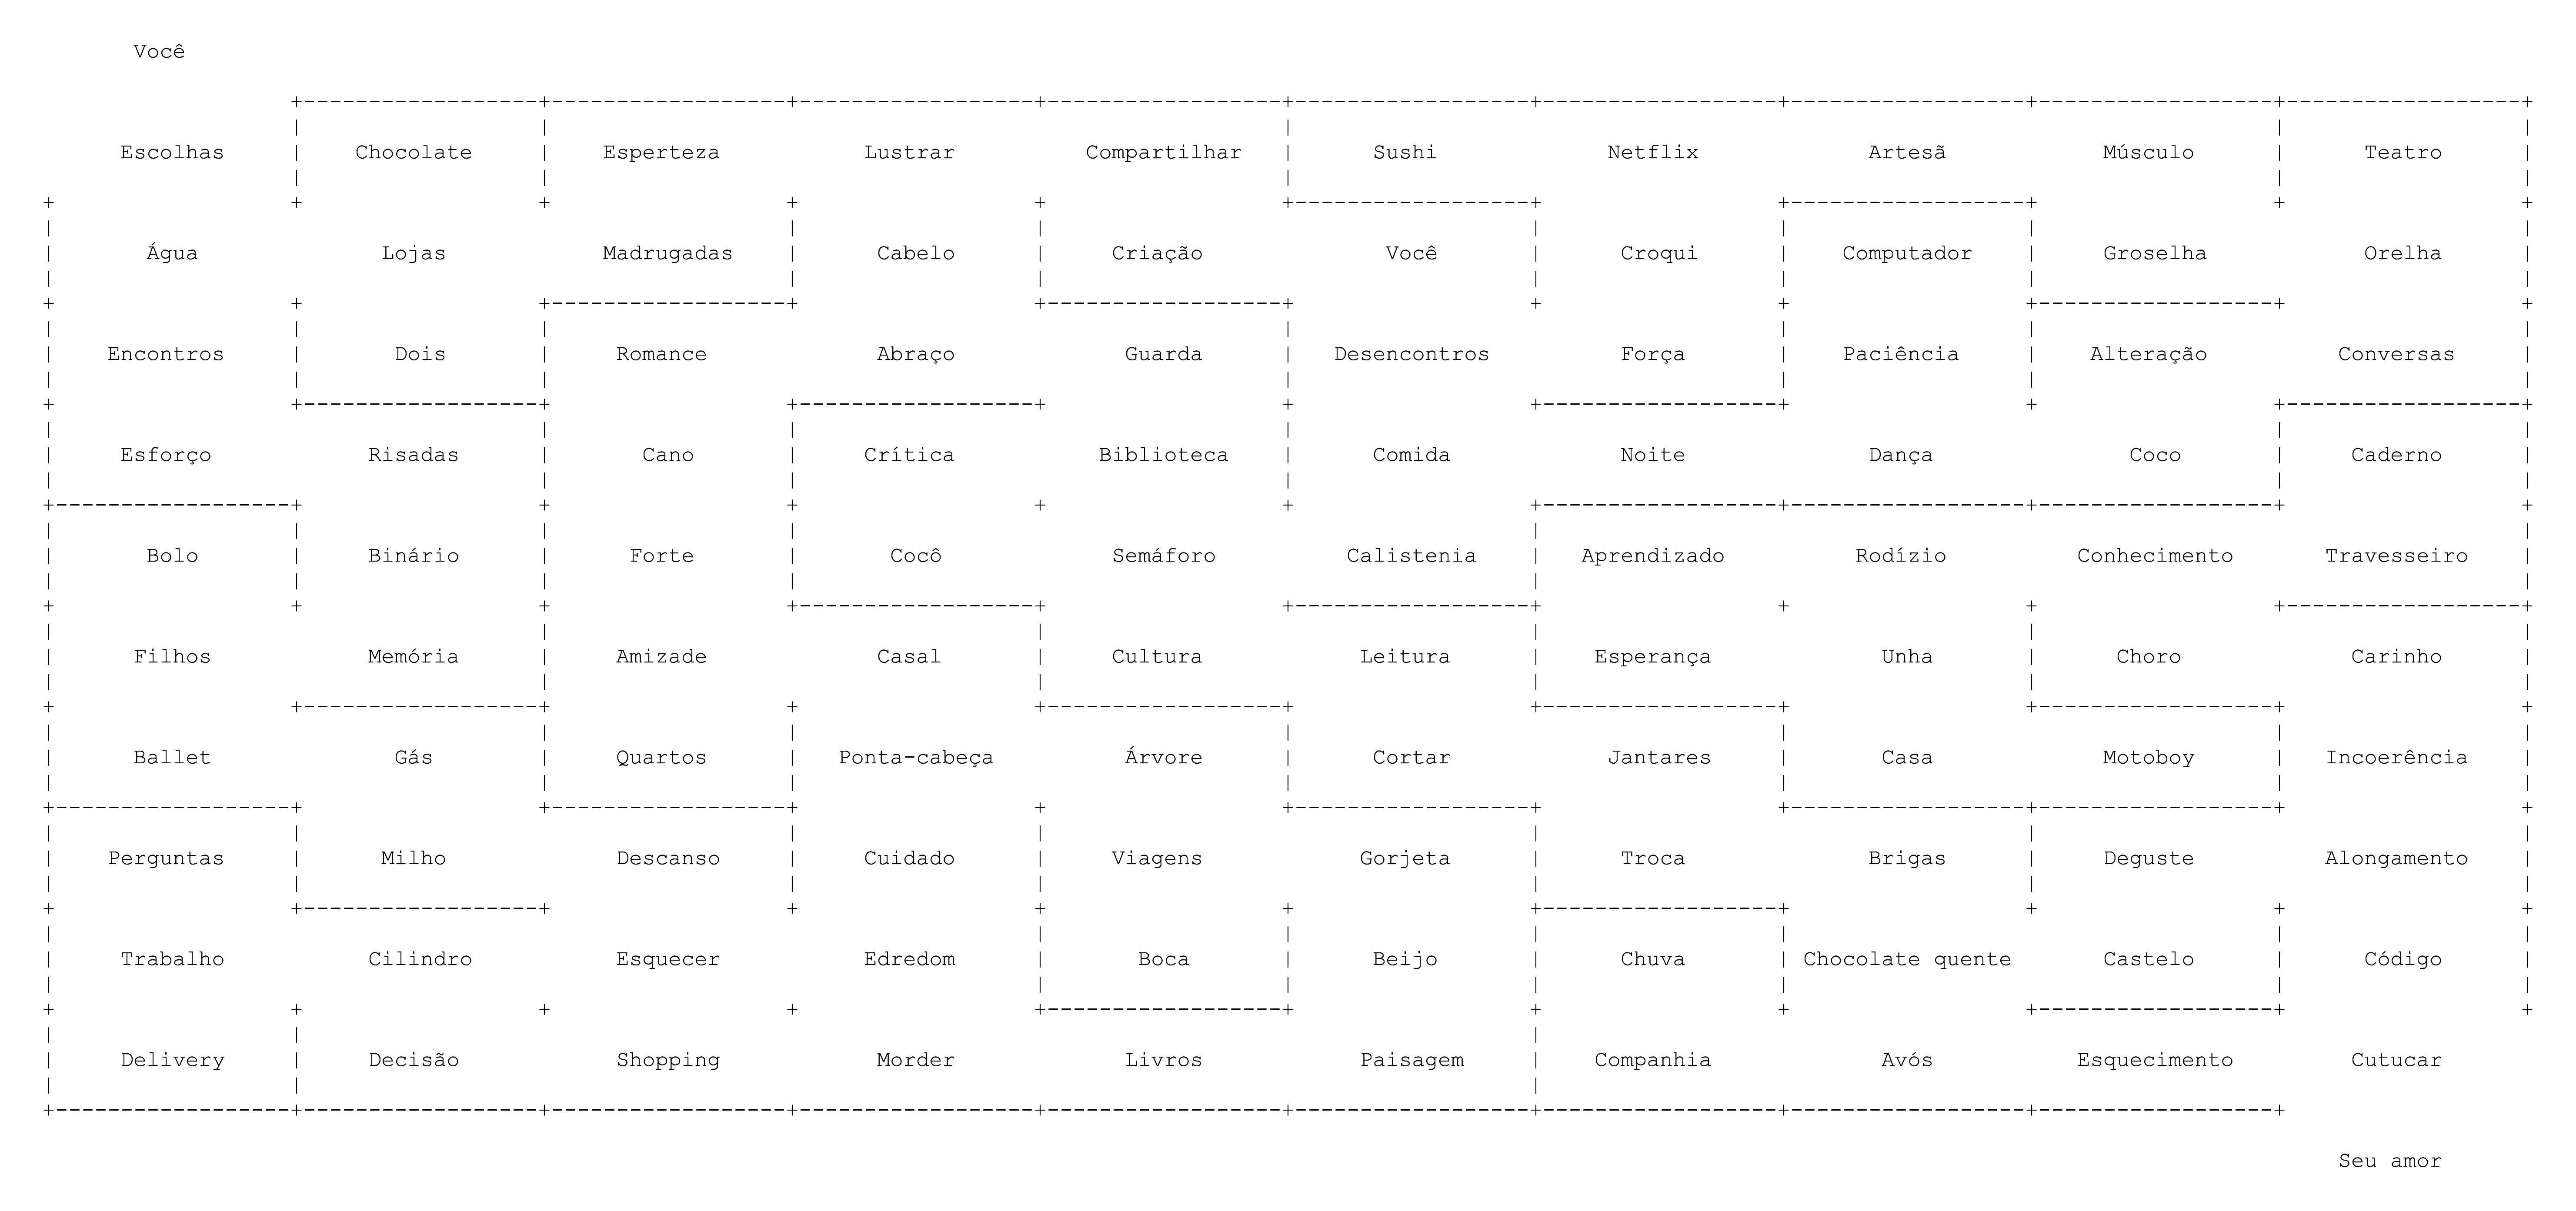 Você
Escolhas Chocolate Esperteza Lustrar Compartilhar Sushi Netflix Artesã Músculo Teatro
Água Lojas Madrugadas Cabelo Criação Você Croqui Computador Groselha Orelha
Encontros Dois Romance Abraço Guarda Desencontros Força Paciência Alteração Conversas
Esforço Risadas Cano Crítica Biblioteca Comida Noite Dança Coco Caderno
Bolo Binário Forte Cocô Semáforo Calistenia Aprendizado Rodízio Conhecimento Travesseiro
Filhos Memória Amizade Casal Cultura Leitura Esperança Unha Choro Carinho
Ballet Gás Quartos Ponta-cabeça Árvore Cortar Jantares Casa Motoboy Incoerência
Perguntas Milho Descanso Cuidado Viagens Gorjeta Troca Brigas Deguste Alongamento
Trabalho Cilindro Esquecer Edredom Boca Beijo Chuva Chocolate quente Castelo Código
Delivery Decisão Shopping Morder Livros Paisagem Companhia Avós Esquecimento Cutucar
Seu amor